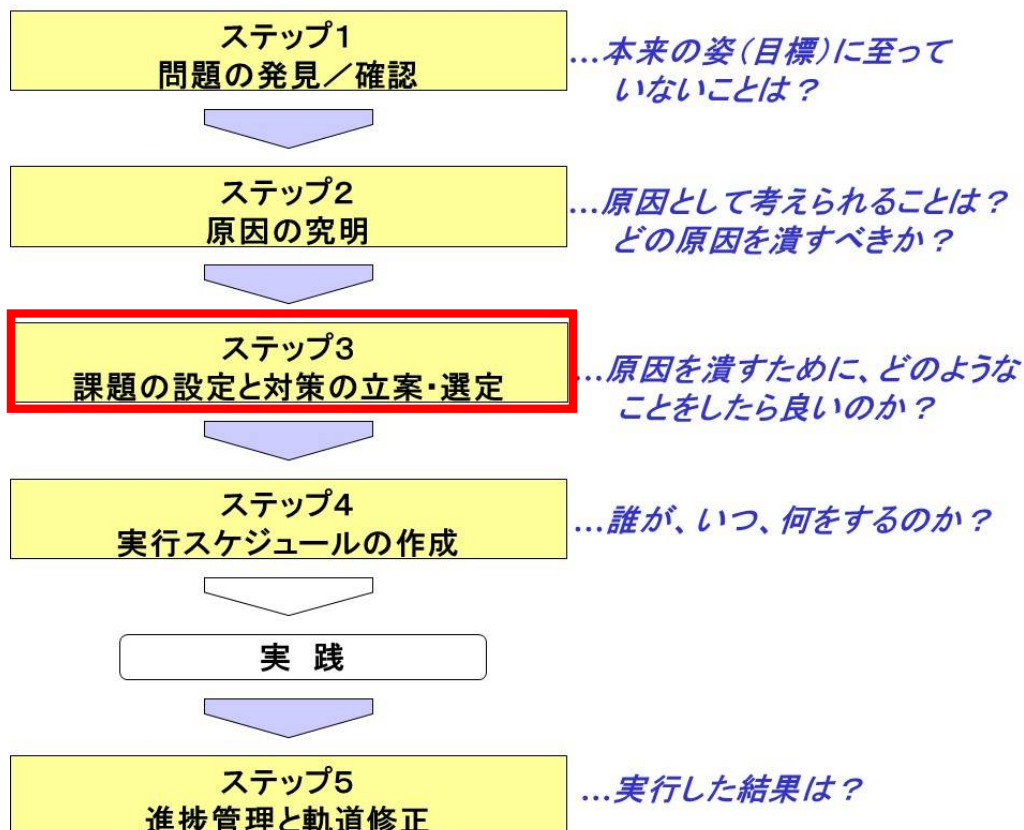 ステップ1
問題の発見／確認
…本来の姿（目標）に至って
いないことは？
ステップ2
原因の究明
…原因として考えられることは？
どの原因を潰すべきか？
ステップ3
課題の設定と対策の立案・選定
…原因を潰すために、どのような
ことをしたら良いのか？
ステップ4
実行スケジュールの作成
…誰が、いつ、何をするのか？
実 践
ステップ5
進捗管理と軌道修正
…実行した結果は？